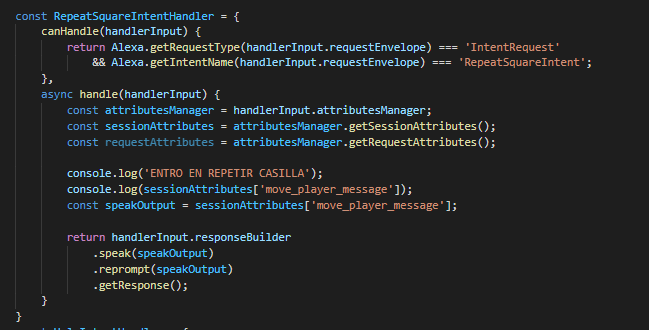 const RepeatSquareIntentHandler = {
    canHandle(handlerInput) {
        return Alexa.getRequestType(handlerInput.requestEnvelope) === 'IntentRequest'
            && Alexa.getIntentName(handlerInput.requestEnvelope) === 'RepeatSquareIntent';
    },
    async handle(handlerInput) {
        const attributesManager = handlerInput.attributesManager;
        const sessionAttributes = attributesManager.getSessionAttributes();
        const requestAttributes = attributesManager.getRequestAttributes();

        console.log('ENTRO EN REPETIR CASILLA');
        console.log(sessionAttributes['move_player_message']);
        const speakOutput = sessionAttributes['move_player_message'];

        return handlerInput.responseBuilder
            .speak(speakOutput)
            .reprompt(speakOutput)
            .getResponse();
    }
}